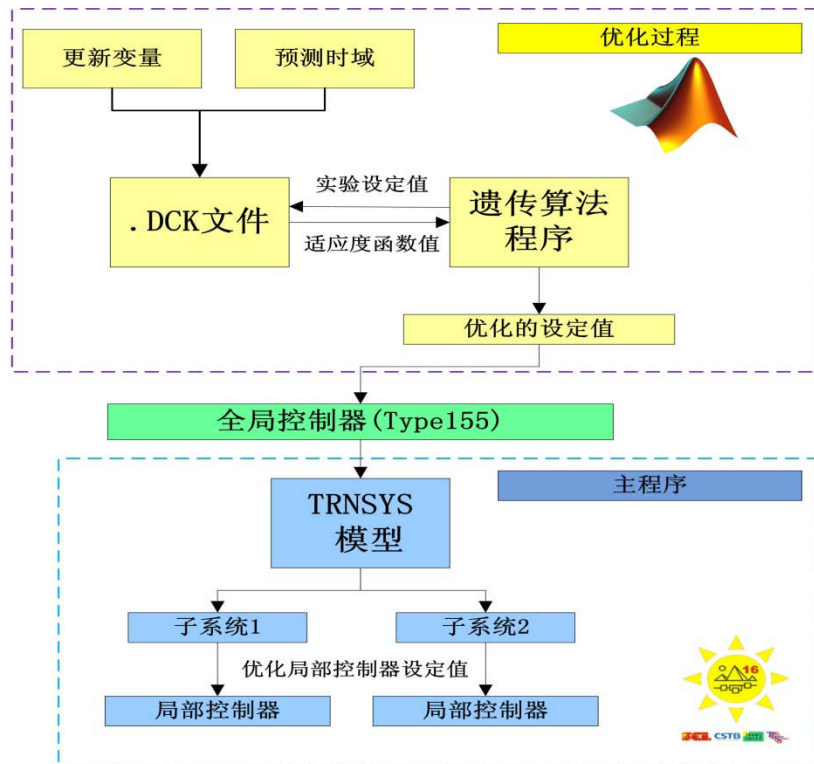 更新变量
预测时域
优化过程
.DCK文件
实验设定值
适应度函数值
遗传算法
程序
优化的设定值
全局控制器(Type155)
主程序
TRNSYS
模型
子系统1
子系统2
优化局部控制器设定值
局部控制器
局部控制器
16
SEL CSTB